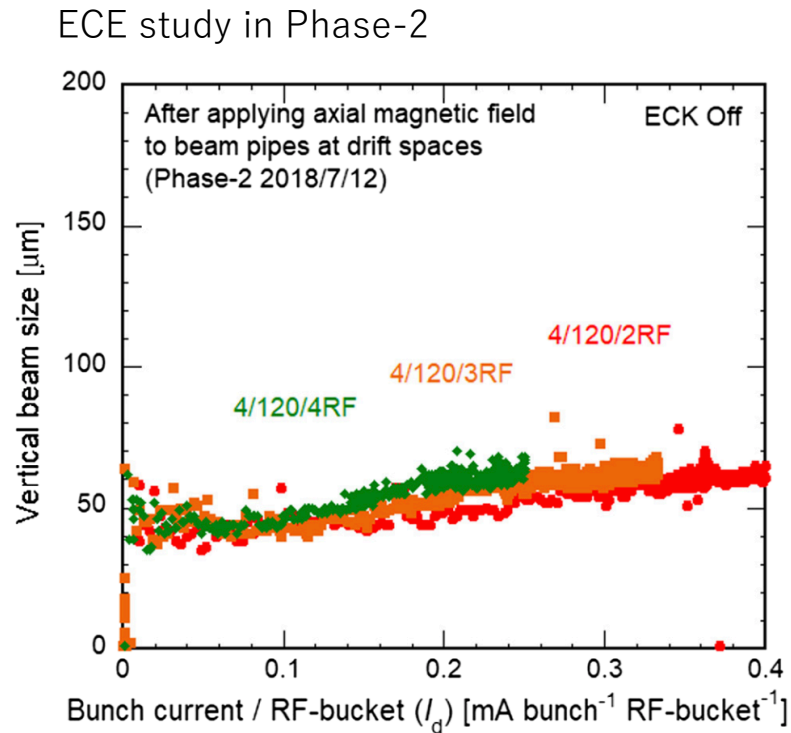 ECE study in Phase-2
200
After applying axial magnetic field
to beam pipes at drift spaces
(Phase-2 2018/7/12)
ECK Off
150
Vertical beam size [μm]
4/120/2RF
100
4/120/3RF
4/120/4RF
50
0
0 0.1 0.2 0.3 0.4
Bunch current / RF-bucket (I_d) [mA bunch⁻¹ RF-bucket⁻¹]